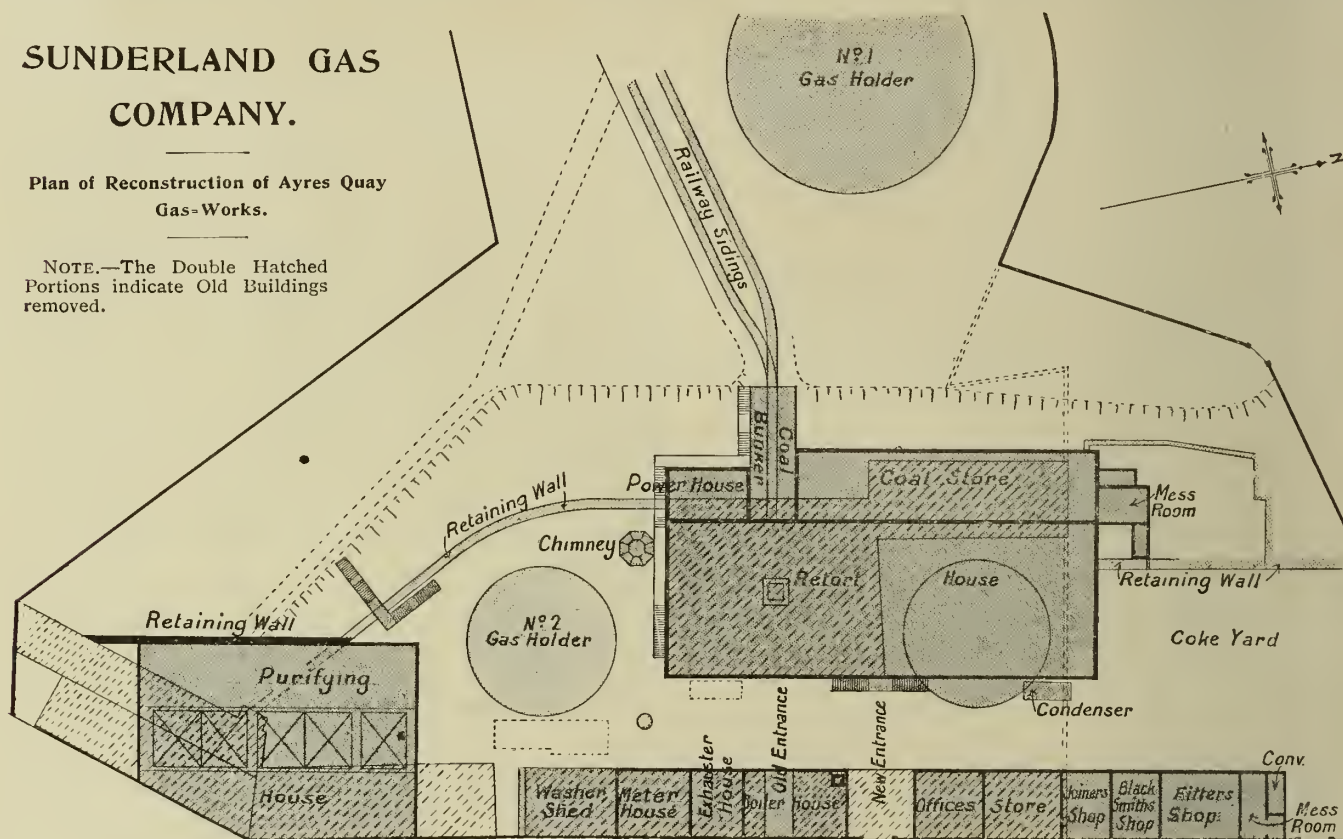 SUNDERLAND GAS
COMPANY.
Plan of Reconstruction of Ayres Quay
Gas=Works.
NOTE.—The Double Hatched
Portions indicate Old Buildings
removed.
Nº 1
Gas Holder
N
Railway Sidings
Coal
Bunker
Power House
Coal Store
Mess
Room
Retaining Wall
Chimney
Retort House
Retaining Wall
Coke Yard
Nº 2
Gas Holder
Retaining Wall
Purifying
House
Condenser
Washer
Shed
Meter
House
Exhauster
House
Old Entrance
Boiler House
New Entrance
Offices
Store
Joiners
Shop
Black
Smiths
Shop
Fitters
Shop
Conv.
Mess
Room